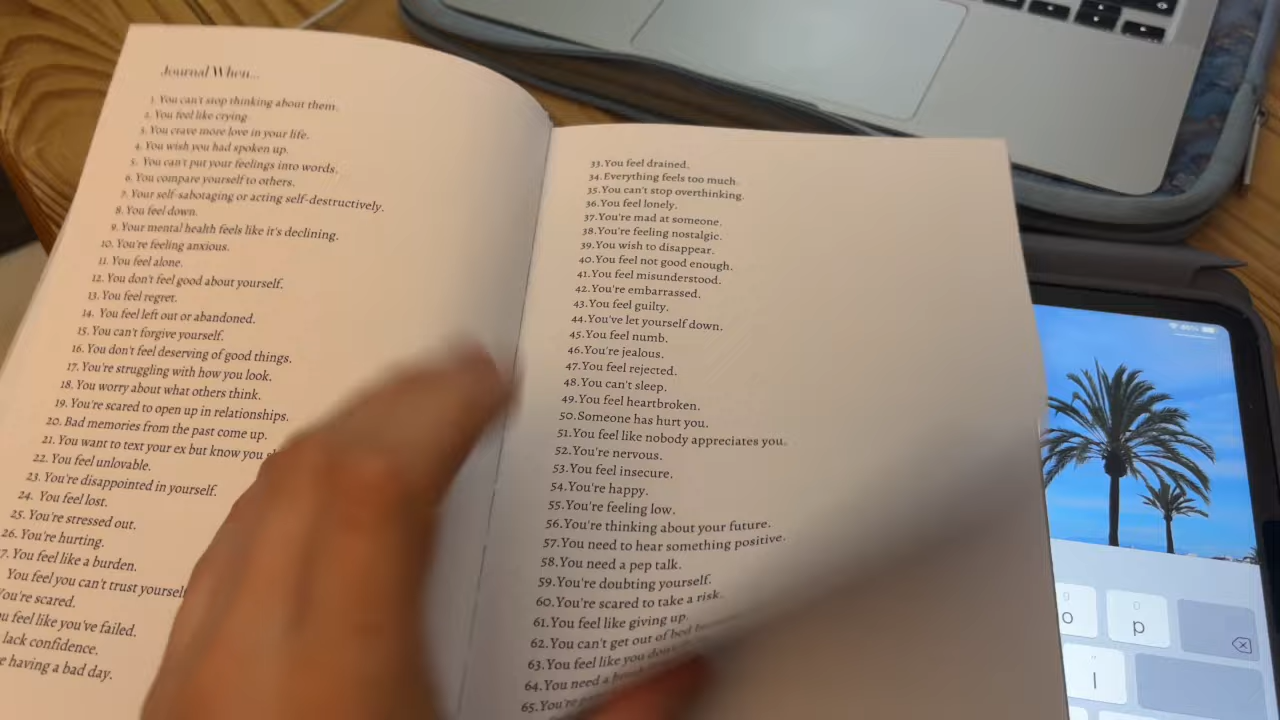 Journal When...
1. You can't stop thinking about them.
2. You feel like crying.
3. You crave more love in your life.
4. You wish you had spoken up.
5. You can't put your feelings into words.
6. You compare yourself to others.
7. Your self-sabotaging or acting self-destructively.
8. You feel down.
9. Your mental health feels like it's declining.
10. You're feeling anxious.
11. You feel alone.
12. You don't feel good about yourself.
13. You feel regret.
14. You feel left out or abandoned.
15. You can't forgive yourself.
16. You don't feel deserving of good things.
17. You're struggling with how you look.
18. You worry about what others think.
19. You're scared to open up in relationships.
20. Bad memories from the past come up.
21. You want to text your ex but know you
22. You feel unlovable.
23. You're disappointed in yourself.
24. You feel lost.
25. You're stressed out.
26. You're hurting.
7. You feel like a burden.
You feel you can't trust yourself
You're scared.
feel like you've failed.
lack confidence.
having a bad day.
33.You feel drained.
34.Everything feels too much.
35.You can't stop overthinking.
36.You feel lonely.
37.You're mad at someone.
38.You're feeling nostalgic.
39.You wish to disappear.
40.You feel not good enough.
41.You feel misunderstood.
42.You're embarrassed.
43.You feel guilty.
44.You've let yourself down.
45.You feel numb.
46.You're jealous.
47.You feel rejected.
48.You can't sleep.
49.You feel heartbroken.
50.Someone has hurt you.
51.You feel like nobody appreciates you.
52.You're nervous.
53.You feel insecure.
54.You're happy.
55.You're feeling low.
56.You're thinking about your future.
57.You need to hear something positive.
58.You need a pep talk.
59.You're doubting yourself.
60.You're scared to take a risk.
61.You feel like giving up.
62.You can't get out of bed
63.You feel like you
64.You need a
65.You're
o
p
l